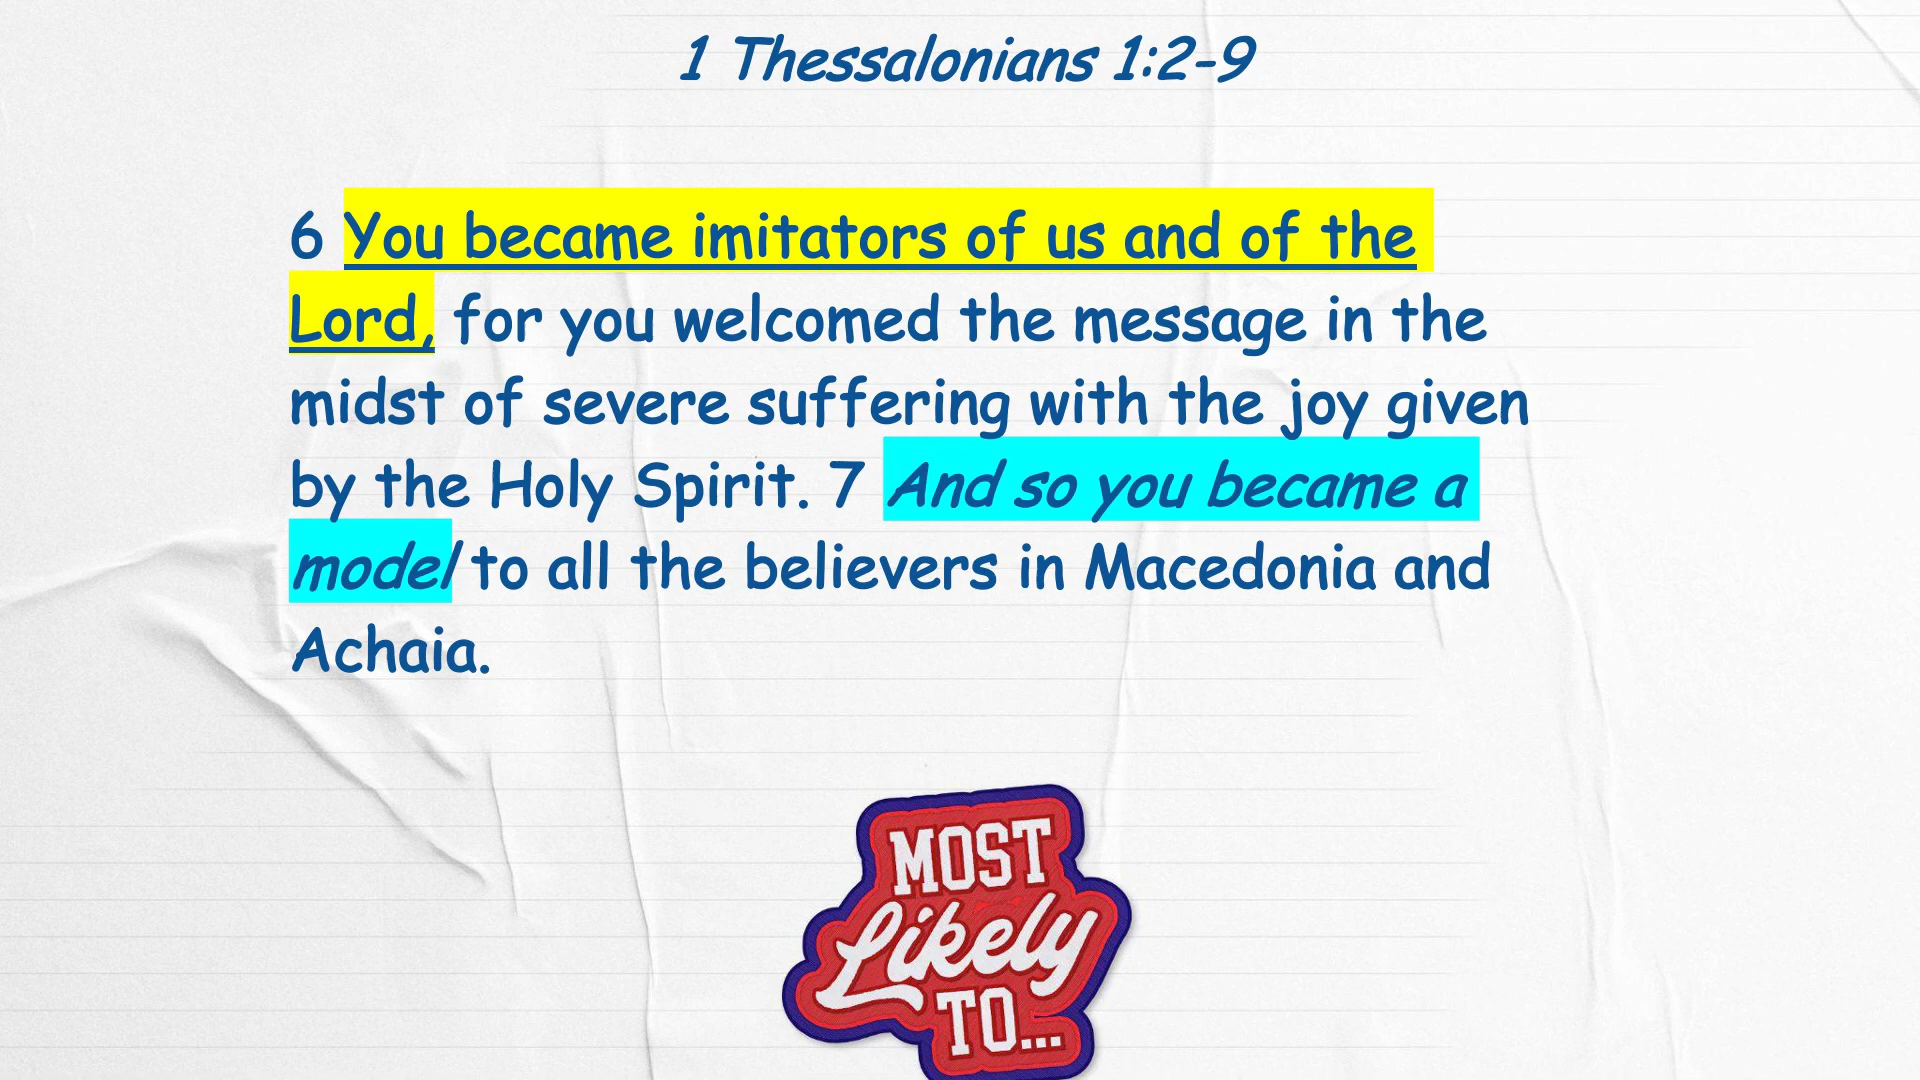 1 Thessalonians 1:2-9
6 You became imitators of us and of the
Lord, for you welcomed the message in the
midst of severe suffering with the joy given
by the Holy Spirit. 7 And so you became a
model to all the believers in Macedonia and
Achaia.
MOST
Likely
TO...